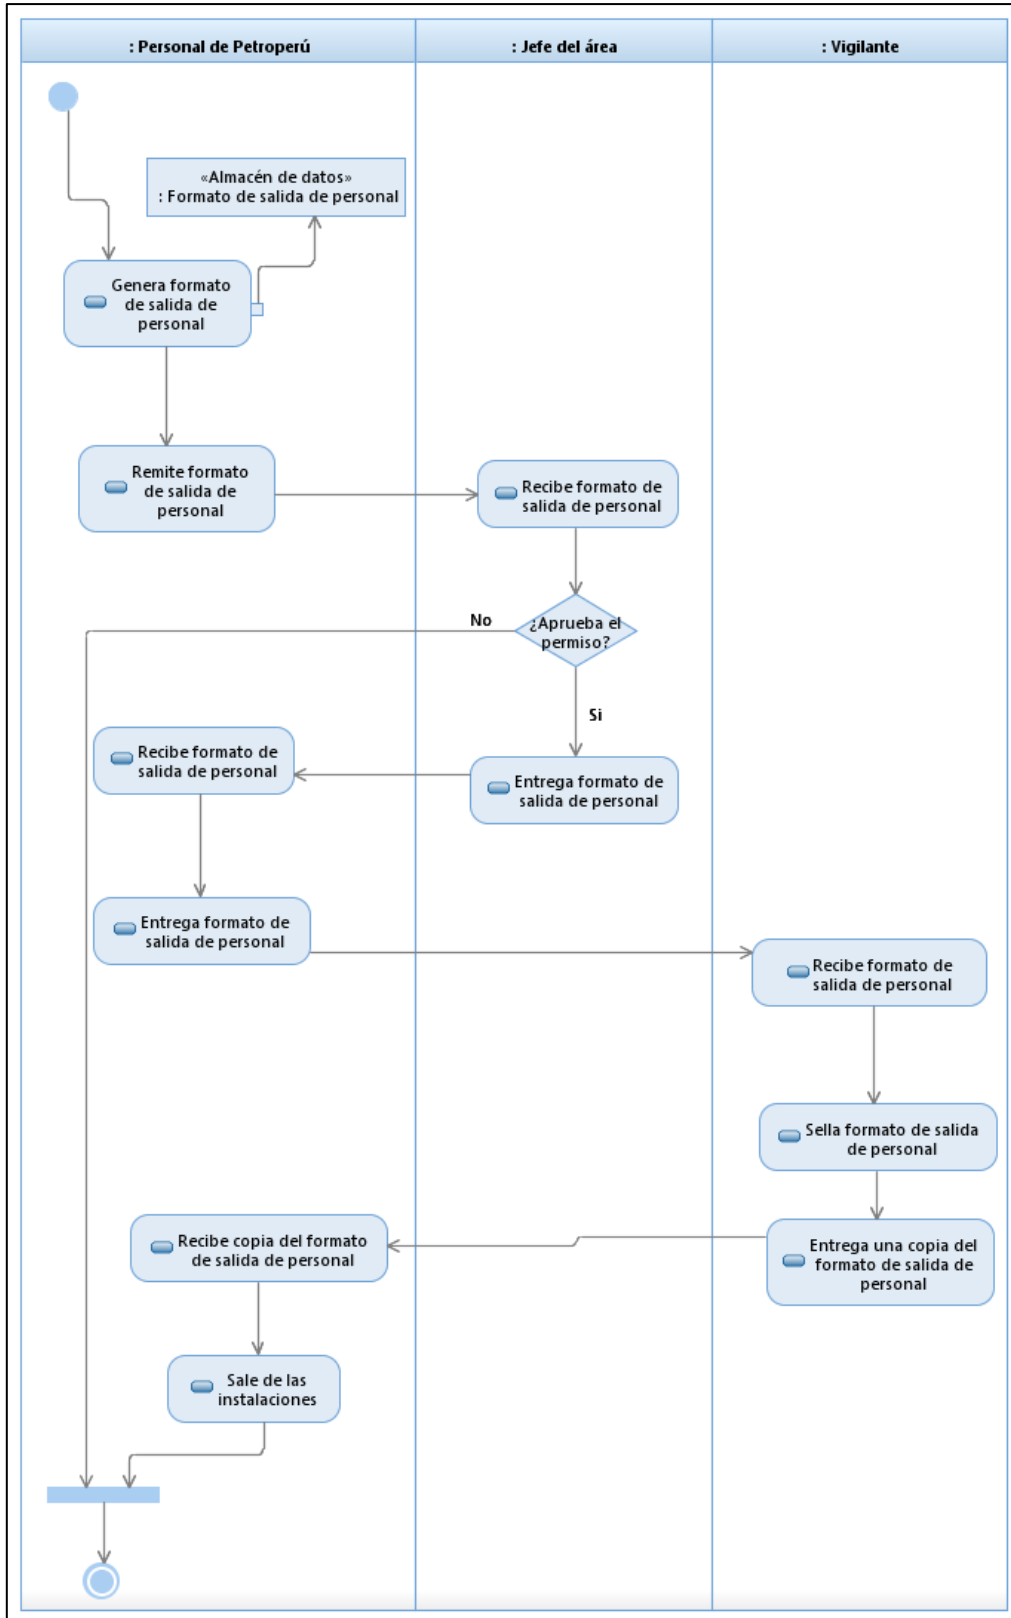 : Personal de Petroperú
: Jefe del área
: Vigilante
«Almacén de datos»
: Formato de salida de personal
Genera formato
de salida de
personal
Remite formato
de salida de
personal
Recibe formato de
salida de personal
¿Aprueba el
permiso?
No
Si
Entrega formato de
salida de personal
Recibe formato de
salida de personal
Entrega formato de
salida de personal
Recibe formato de
salida de personal
Sella formato de salida
de personal
Entrega una copia del
formato de salida de
personal
Recibe copia del formato
de salida de personal
Sale de las
instalaciones